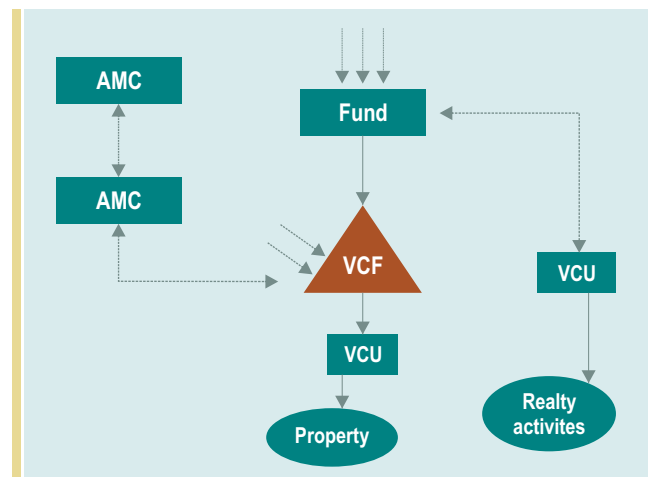 AMC
Fund
AMC
VCF
VCU
VCU
Realty
activites
Property